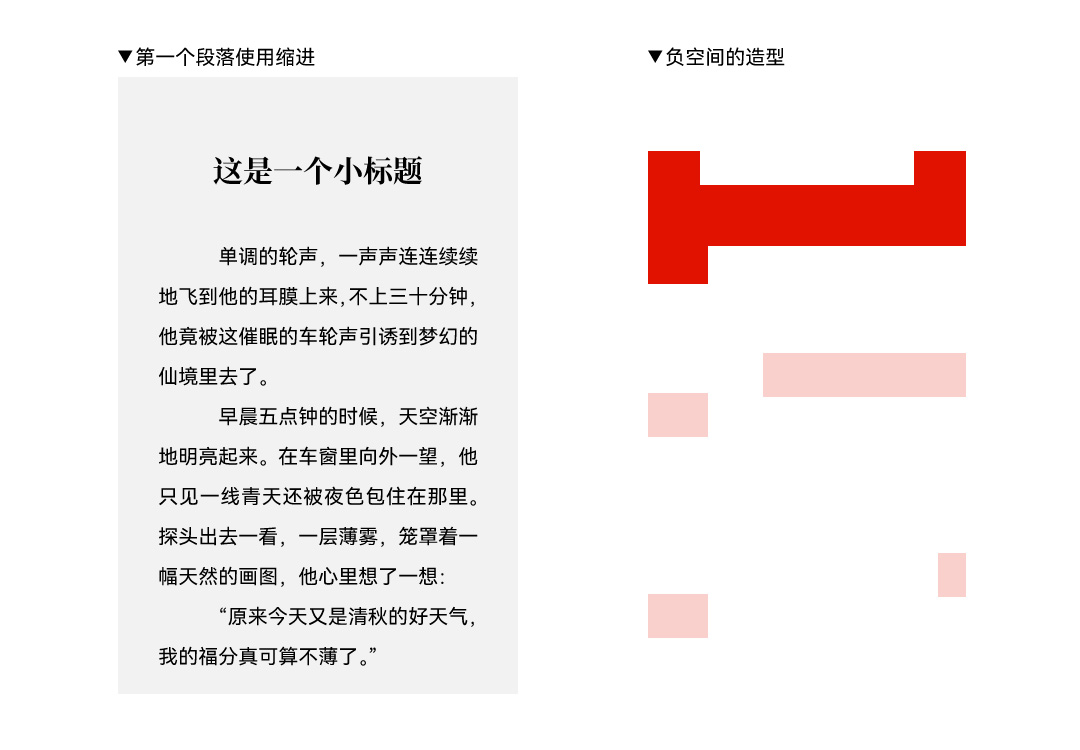 ▼第一个段落使用缩进
这是一个小标题
单调的轮声，一声声连连续续
地飞到他的耳膜上来，不上三十分钟，
他竟被这催眠的车轮声引诱到梦幻的
仙境里去了。
早晨五点钟的时候，天空渐渐
地明亮起来。在车窗里向外一望，他
只见一线青天还被夜色包住在那里。
探头出去一看，一层薄雾，笼罩着一
幅天然的画图，他心里想了一想：
“原来今天又是清秋的好天气，
我的福分真可算不薄了。”
▼负空间的造型